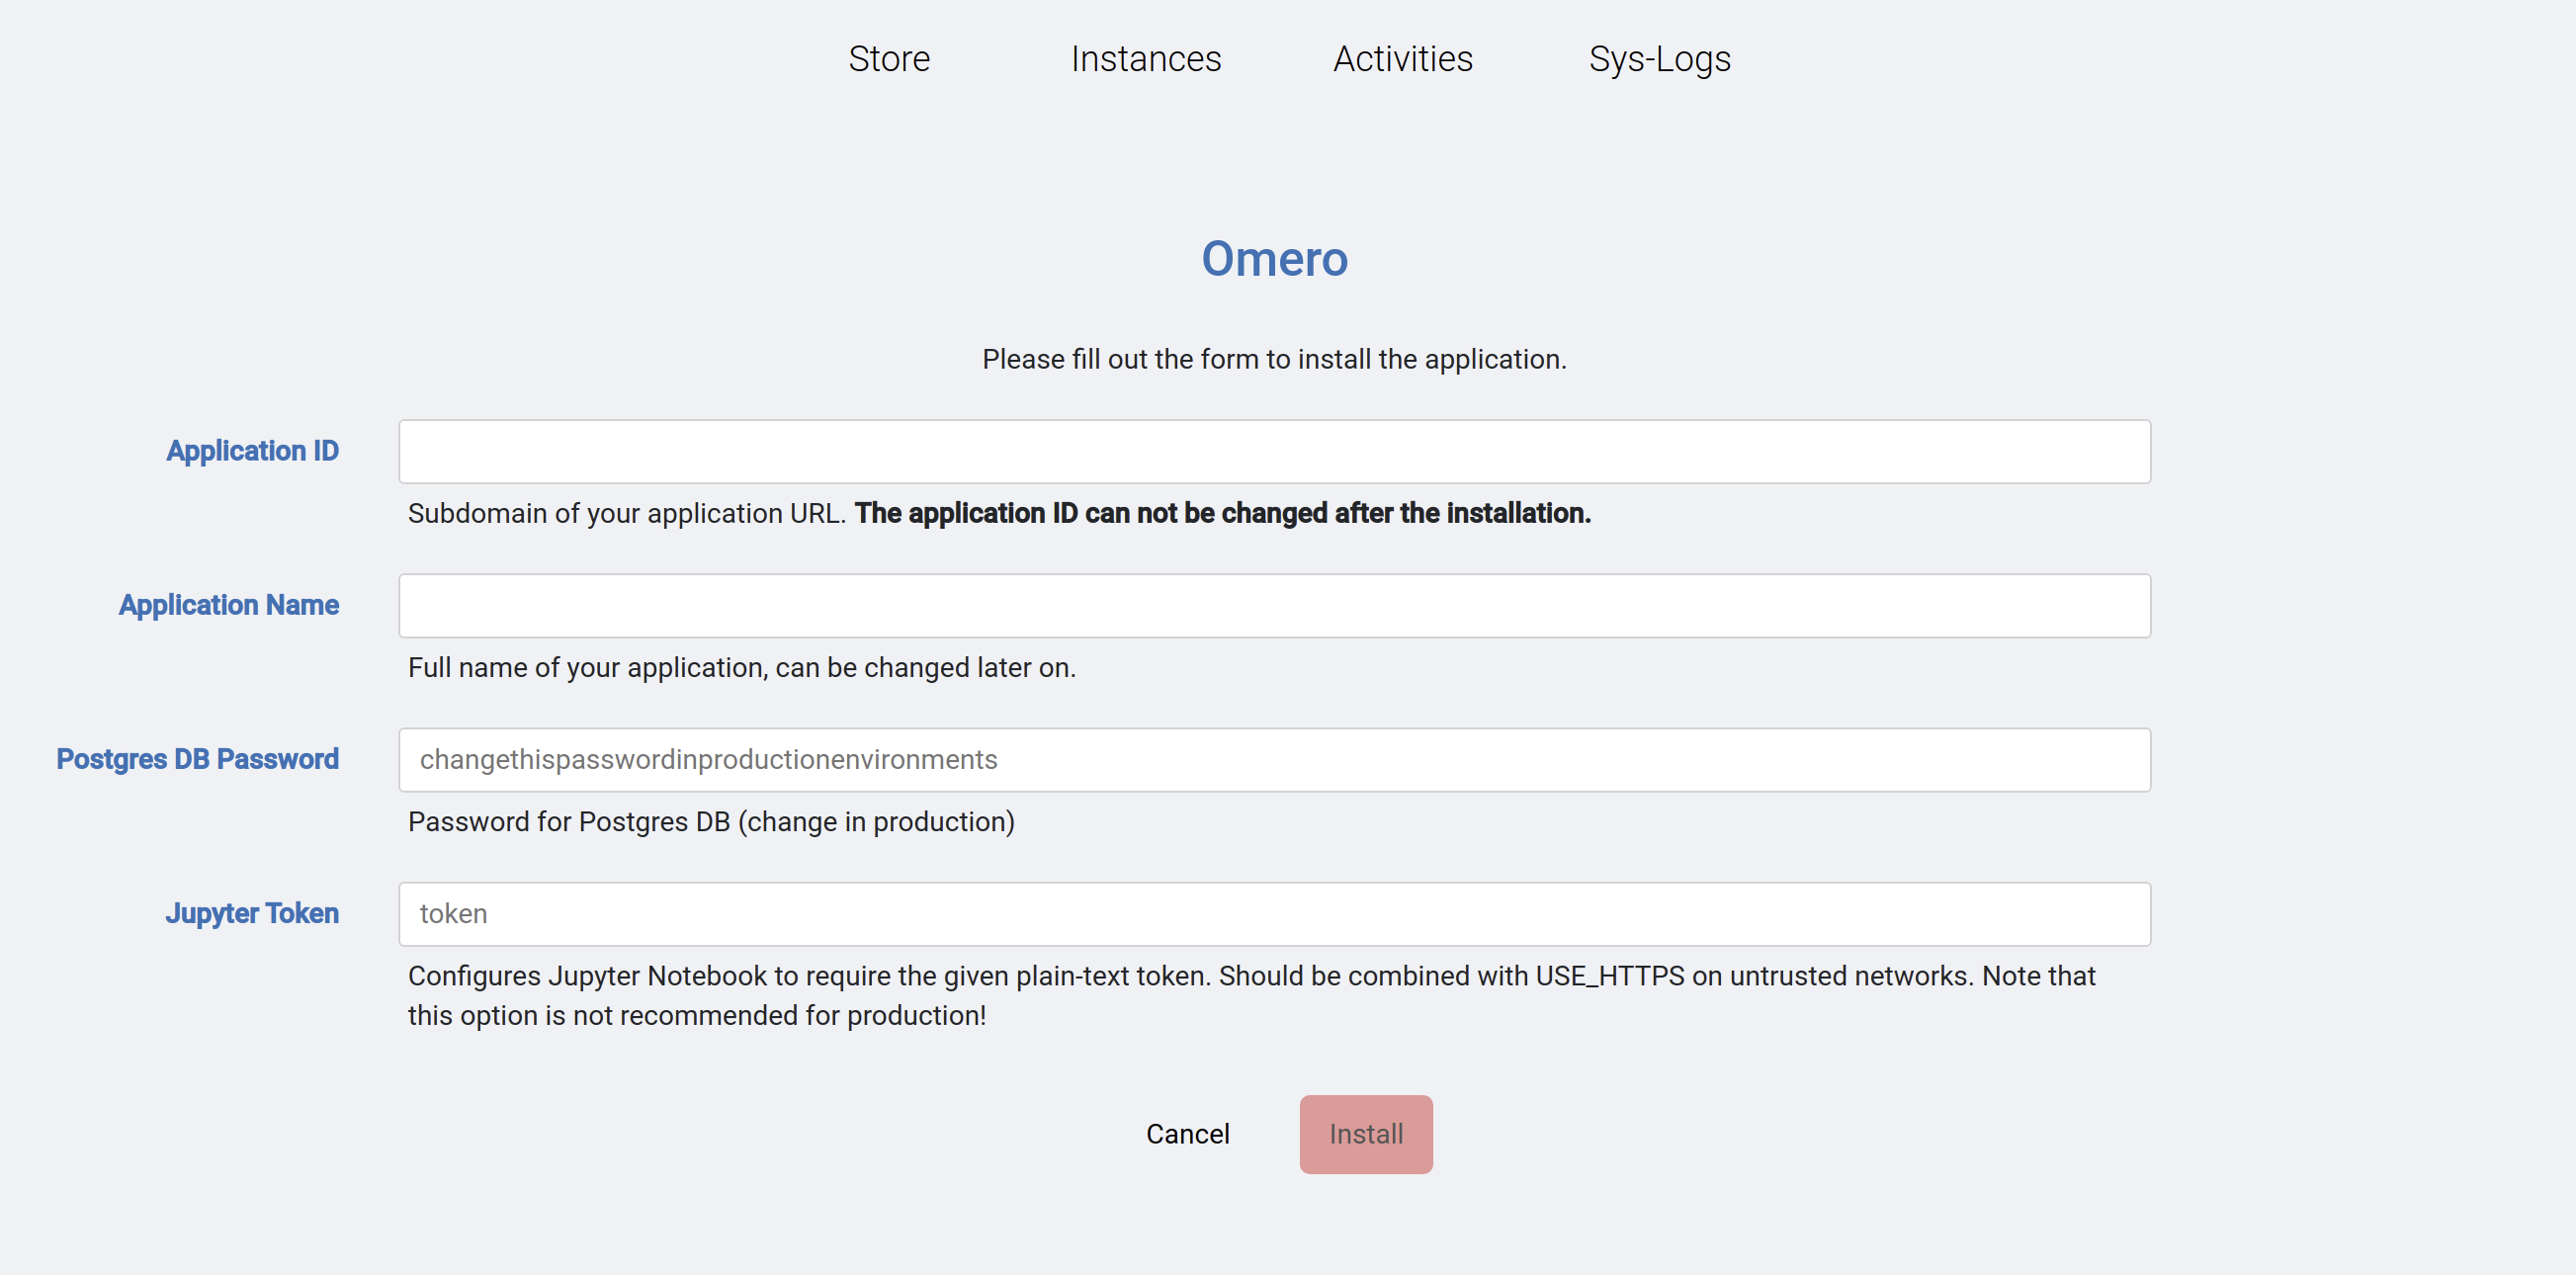 Store Instances Activities Sys-Logs
Omero
Please fill out the form to install the application.
Application ID
Subdomain of your application URL. The application ID can not be changed after the installation.
Application Name
Full name of your application, can be changed later on.
Postgres DB Password changethispasswordinproductionenvironments
Password for Postgres DB (change in production)
Jupyter Token token
Configures Jupyter Notebook to require the given plain-text token. Should be combined with USE_HTTPS on untrusted networks. Note that
this option is not recommended for production!
Cancel Install